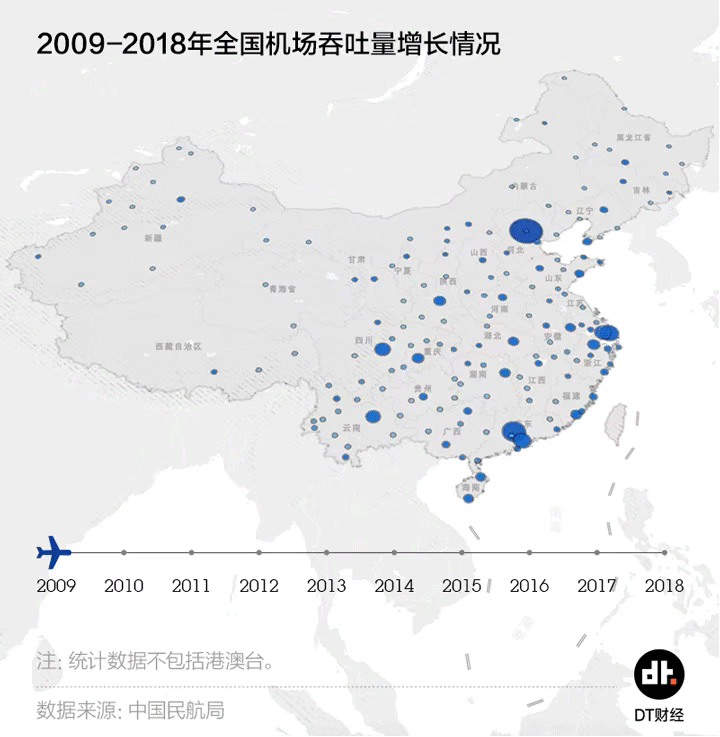 2009-2018年全国机场吞吐量增长情况
黑龙江省
内蒙古
吉林
辽宁
新疆
河北
山西
甘肃
宁夏
山东
青海省
陕西
河南
江苏
四川
湖北
安徽
西藏自治区
重庆
浙江
湖南
江西
贵州
福建
云南
广西
东
海南
2009 2010 2011 2012 2013 2014 2015 2016 2017 2018
注: 统计数据不包括港澳台。
数据来源: 中国民航局
dt.
DT财经